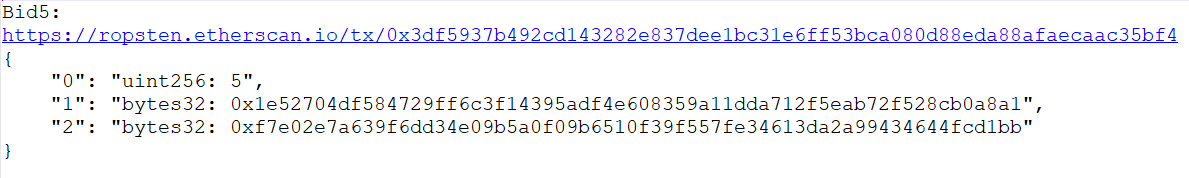 Bid5:
https://ropsten.etherscan.io/tx/0x3df5937b492cd143282e837dee1bc31e6ff53bca080d88eda88afaecaac35bf4
{
    "0": "uint256: 5",
    "1": "bytes32: 0x1e52704df584729ff6c3f14395adf4e608359a11dda712f5eab72f528cb0a8a1",
    "2": "bytes32: 0xf7e02e7a639f6dd34e09b5a0f09b6510f39f557fe34613da2a99434644fcd1bb"
}